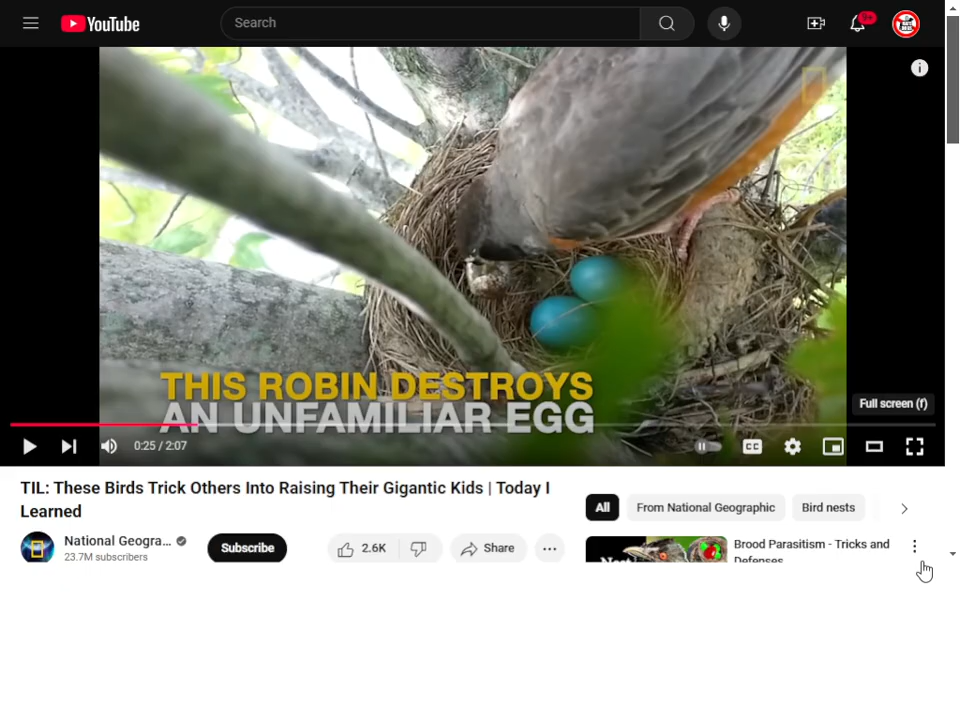 YouTube
Search
9+
THIS ROBIN DESTROYS
AN UNFAMILIAR EGG
Full screen (f)
0:25 / 2:07
CC
TIL: These Birds Trick Others Into Raising Their Gigantic Kids | Today I
Learned
National Geogra...
23.7M subscribers
Subscribe
2.6K
Share
All
From National Geographic
Bird nests
Brood Parasitism - Tricks and
Defenses